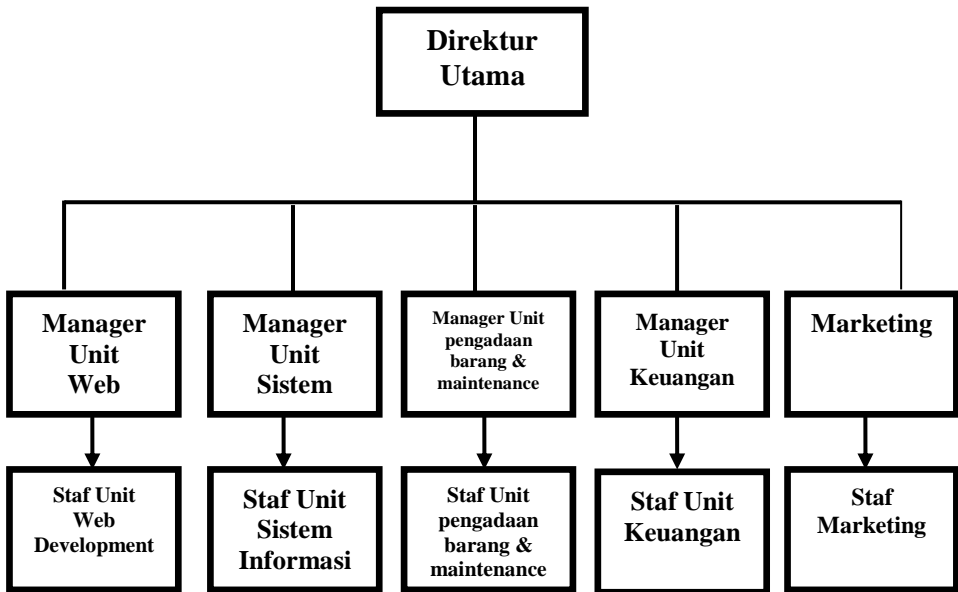 Direktur
Utama
Manager
Unit
Web
Manager
Unit
Sistem
Manager Unit
pengadaan
barang &
maintenance
Manager
Unit
Keuangan
Marketing
Staf Unit
Web
Development
Staf Unit
Sistem
Informasi
Staf Unit
pengadaan
barang &
maintenance
Staf Unit
Keuangan
Staf
Marketing